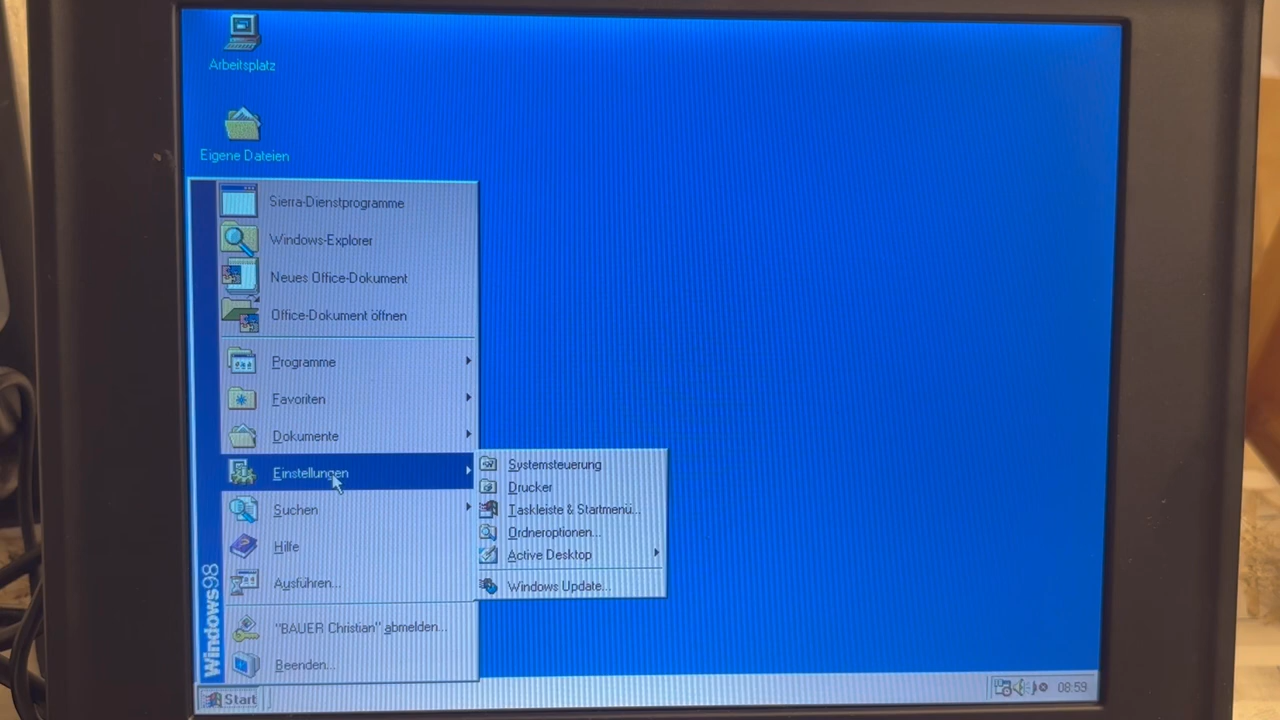 Arbeitsplatz
Eigene Dateien
Sierra-Dienstprogramme
Windows-Explorer
Neues Office-Dokument
Office-Dokument öffnen
Programme
Favoriten
Dokumente
Einstellungen
Suchen
Hilfe
Ausführen...
"BAUER Christian" abmelden...
Beenden...
Windows98
Systemsteuerung
Drucker
Taskleiste & Startmenü...
Ordneroptionen...
Active Desktop
Windows Update...
Start
08:59